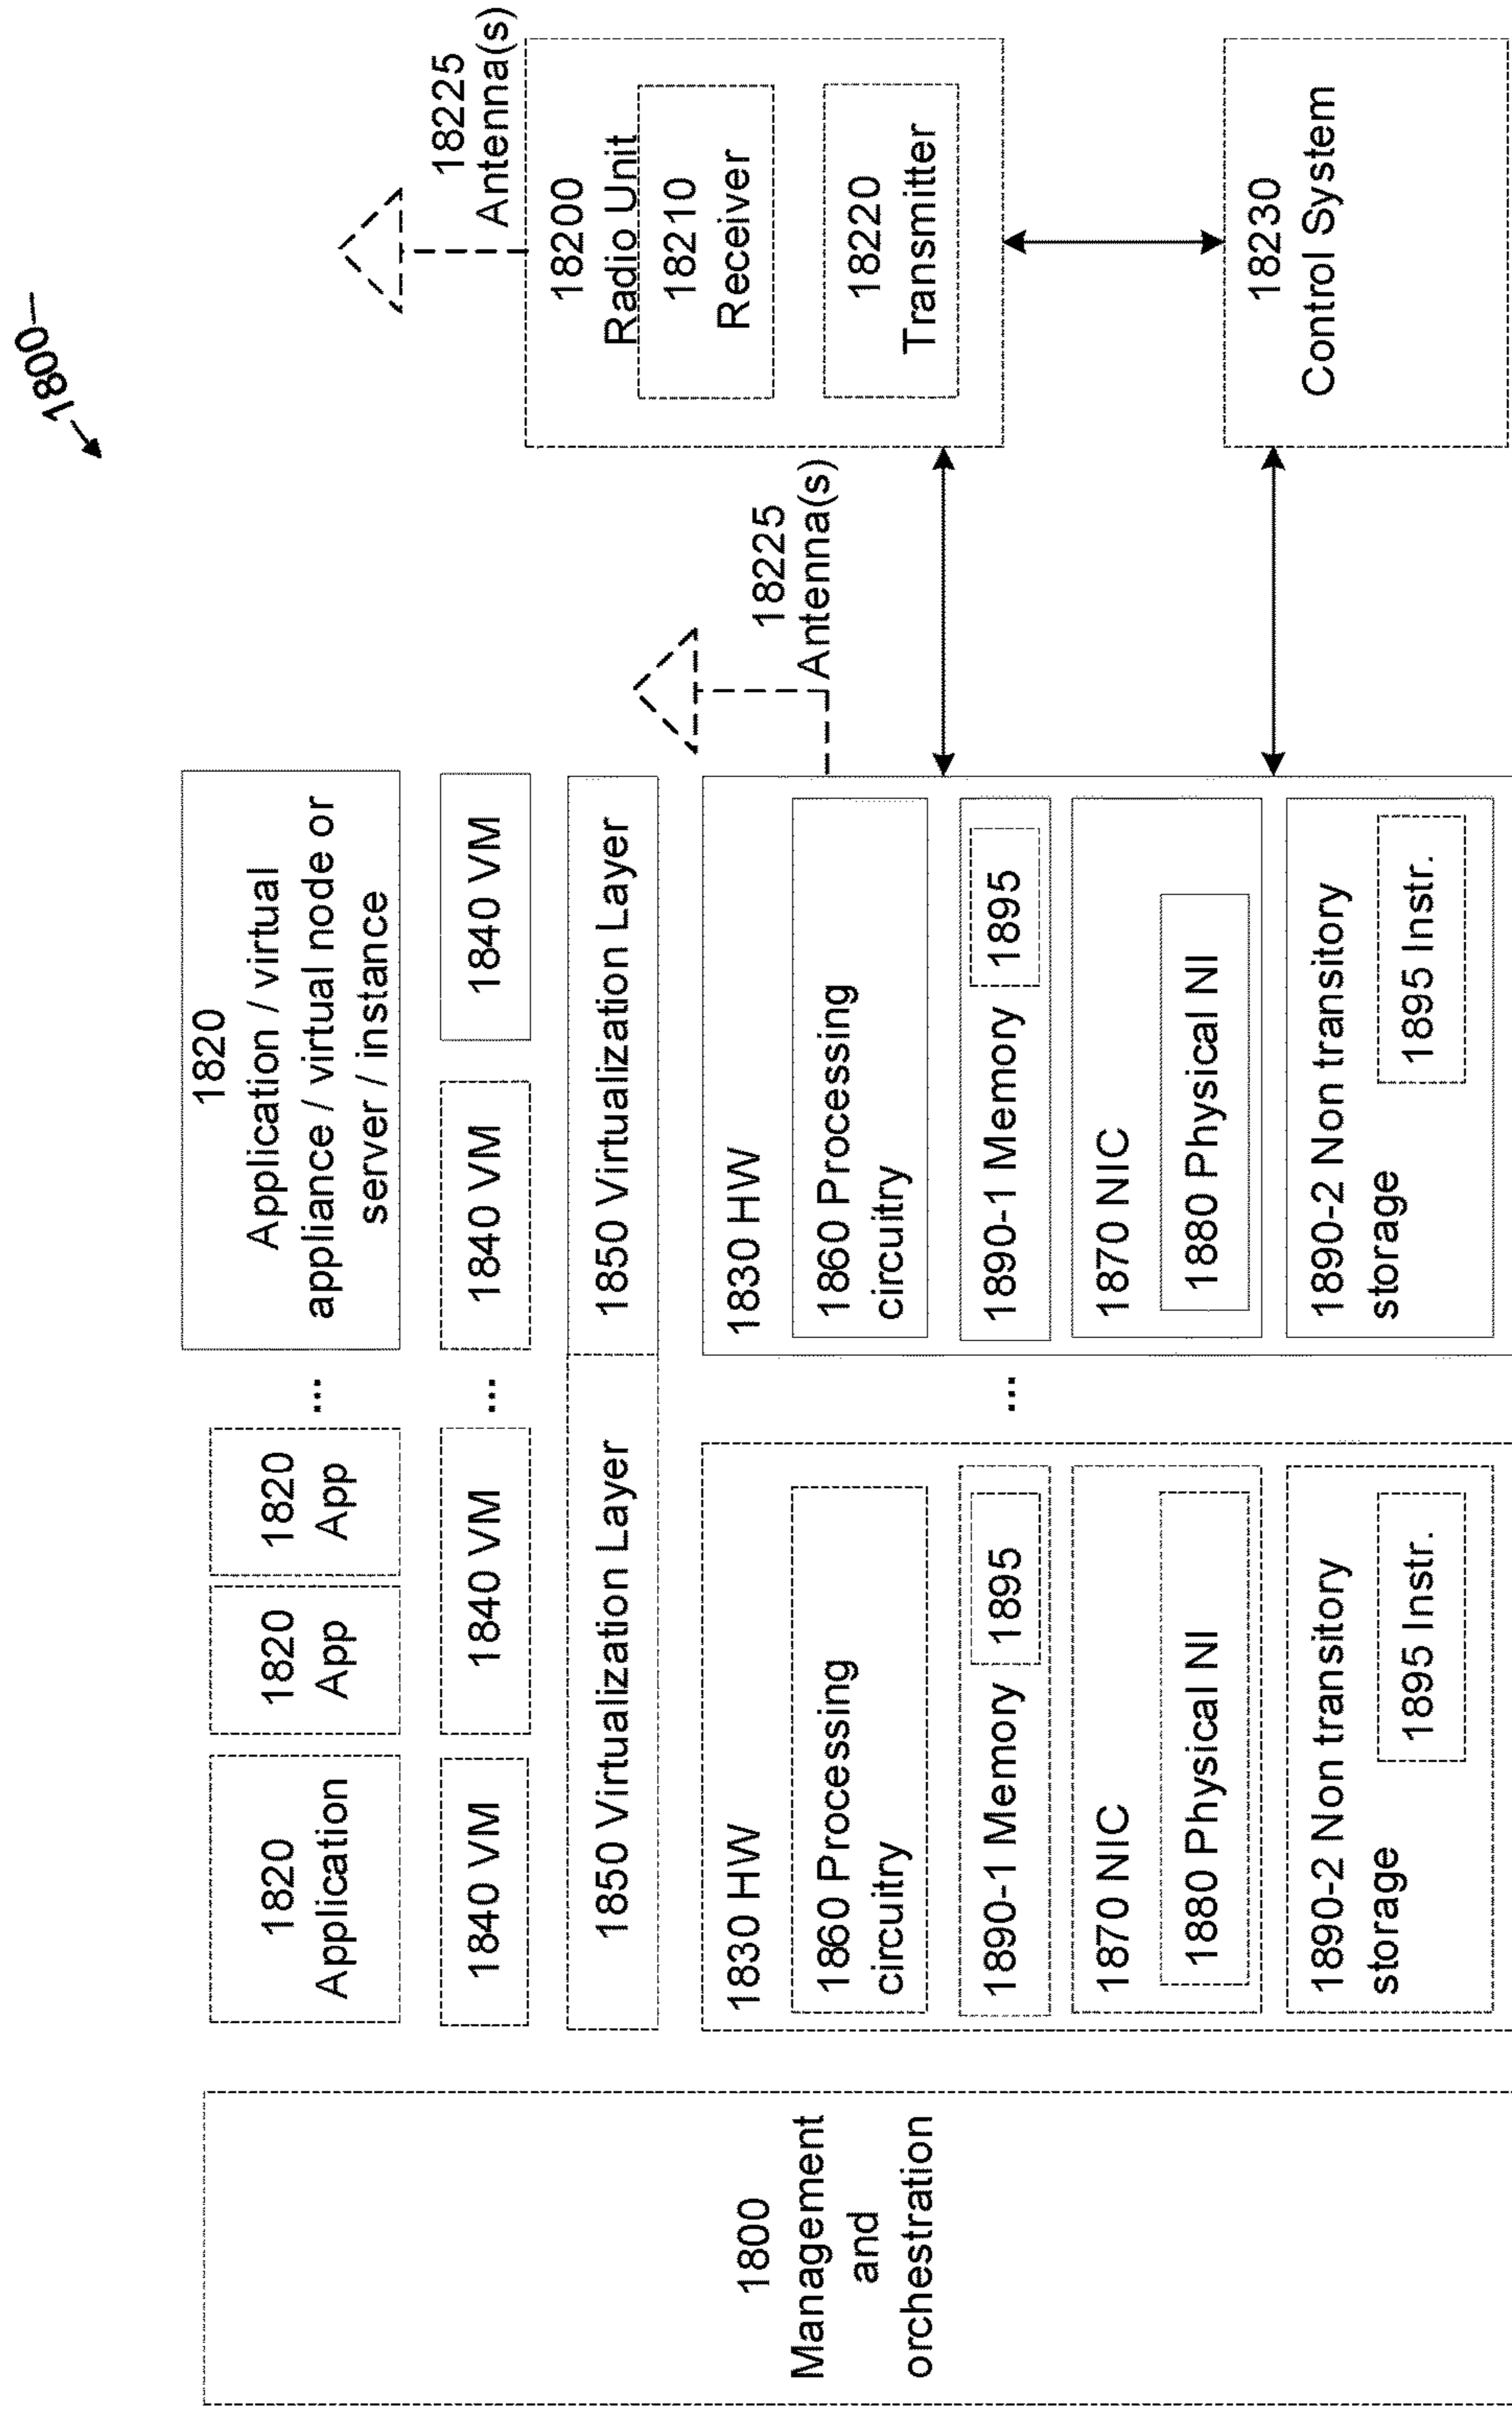 1800
1800
Management
and
orchestration
1820
Application
1820
App
1820
App
...
1820
Application / virtual
appliance / virtual node or
server / instance
1840 VM
1840 VM
...
1840 VM
1840 VM
1850 Virtualization Layer
1850 Virtualization Layer
1830 HW
1860 Processing
circuitry
1890-1 Memory
1895
1870 NIC
1880 Physical NI
1890-2 Non transitory
storage
1895 Instr.
...
1830 HW
1860 Processing
circuitry
1890-1 Memory
1895
1870 NIC
1880 Physical NI
1890-2 Non transitory
storage
1895 Instr.
18225
Antenna(s)
18225
Antenna(s)
18200
Radio Unit
18210
Receiver
18220
Transmitter
18230
Control System